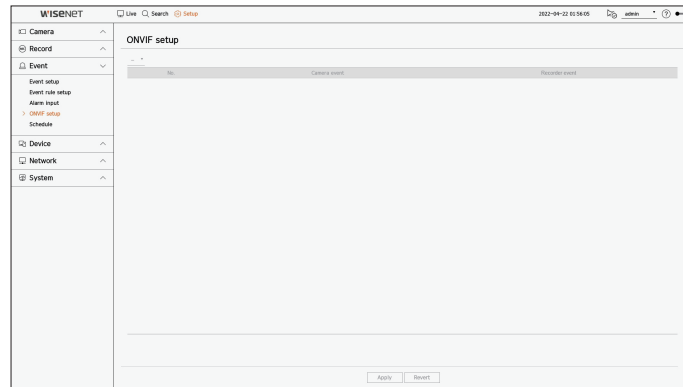 WISENET
Live Search Setup 2022-04-22 01:56:05 admin
Camera
Record
Event
Event setup
Event rule setup
Alarm input
> ONVIF setup
Schedule
Device
Network
System
ONVIF setup
...
No. Camera event Recorder event
Apply Revert